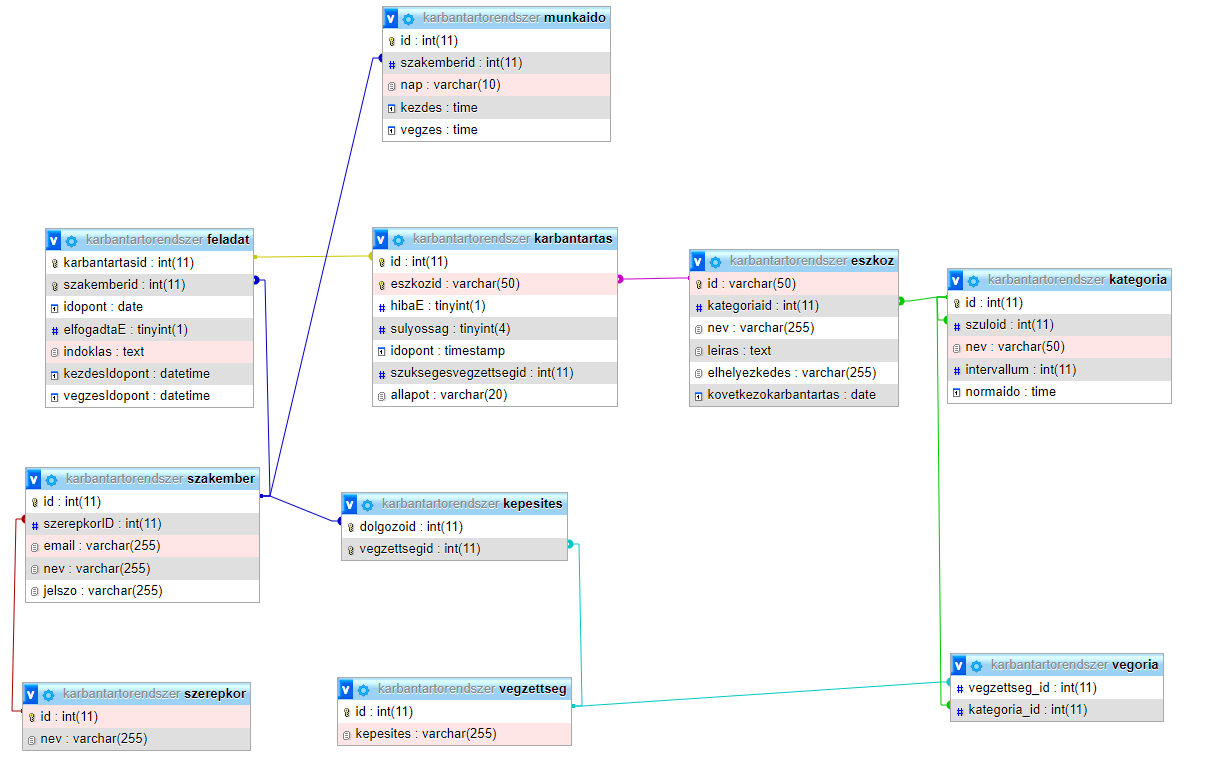 karbantartorendszer munkaido
id : int(11)
szakemberid : int(11)
nap : varchar(10)
kezdes : time
vegzes : time
karbantartorendszer feladat
karbantartasid : int(11)
szakemberid : int(11)
idopont : date
elfogadtaE : tinyint(1)
indoklas : text
kezdesIdopont : datetime
vegzesIdopont : datetime
karbantartorendszer karbantartas
id : int(11)
eszkozid : varchar(50)
hibaE : tinyint(1)
sulyossag : tinyint(4)
idopont : timestamp
szuksegesvegzettsegid : int(11)
allapot : varchar(20)
karbantartorendszer eszkoz
id : varchar(50)
kategoriaid : int(11)
nev : varchar(255)
leiras : text
elhelyezkedes : varchar(255)
kovetkezokarbantartas : date
karbantartorendszer kategoria
id : int(11)
szuloid : int(11)
nev : varchar(50)
intervallum : int(11)
normaido : time
karbantartorendszer szakember
id : int(11)
szerepkorID : int(11)
email : varchar(255)
nev : varchar(255)
jelszo : varchar(255)
karbantartorendszer kepesites
dolgozoid : int(11)
vegzettsegid : int(11)
karbantartorendszer szerepkor
id : int(11)
nev : varchar(255)
karbantartorendszer vegzettseg
id : int(11)
kepesites : varchar(255)
karbantartorendszer vegoria
vegzettseg_id : int(11)
kategoria_id : int(11)